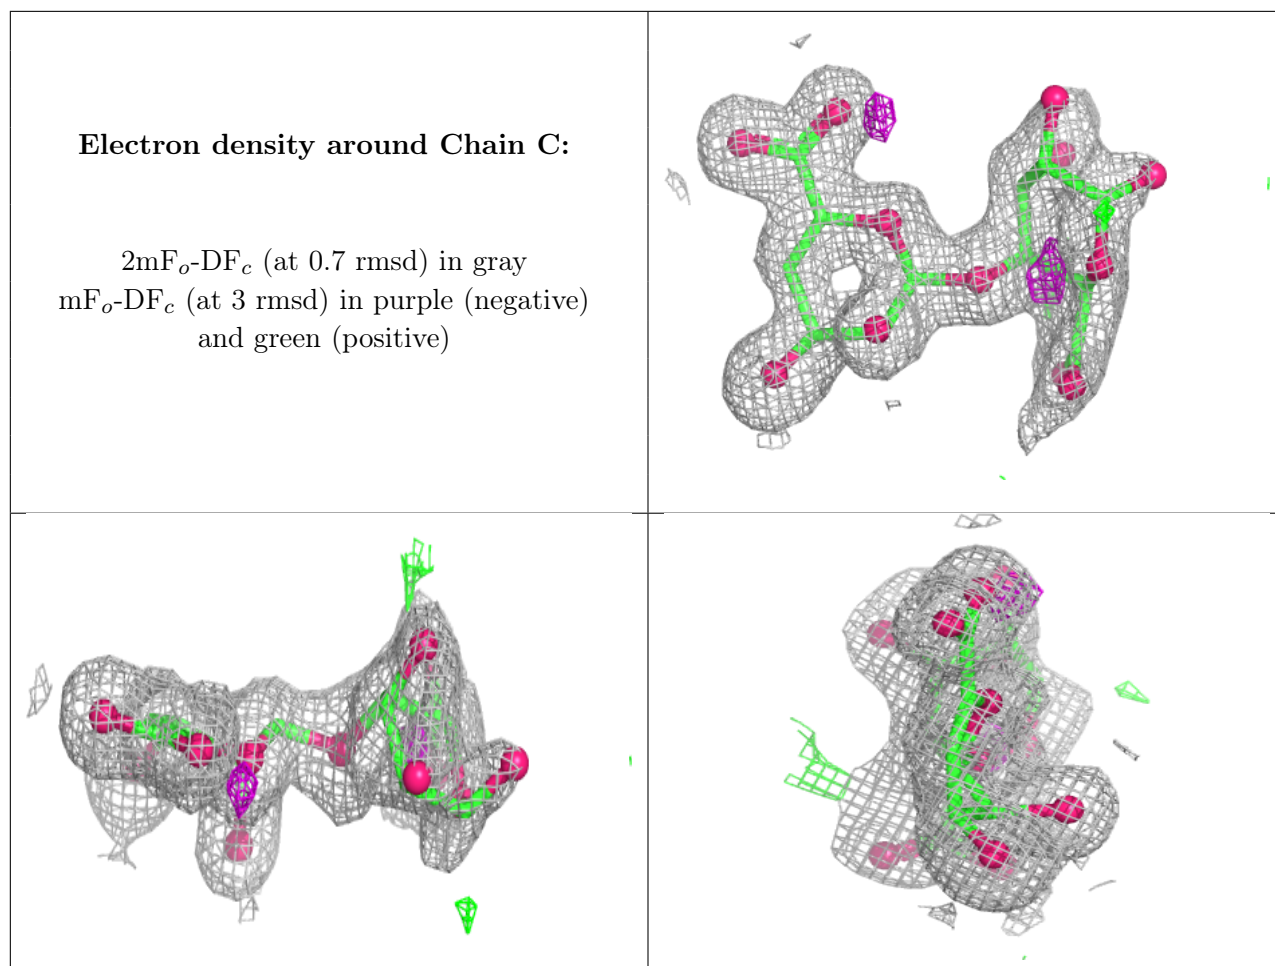 Electron density around Chain C:
2mFₒ-DF𝑐 (at 0.7 rmsd) in gray
mFₒ-DF𝑐 (at 3 rmsd) in purple (negative)
and green (positive)